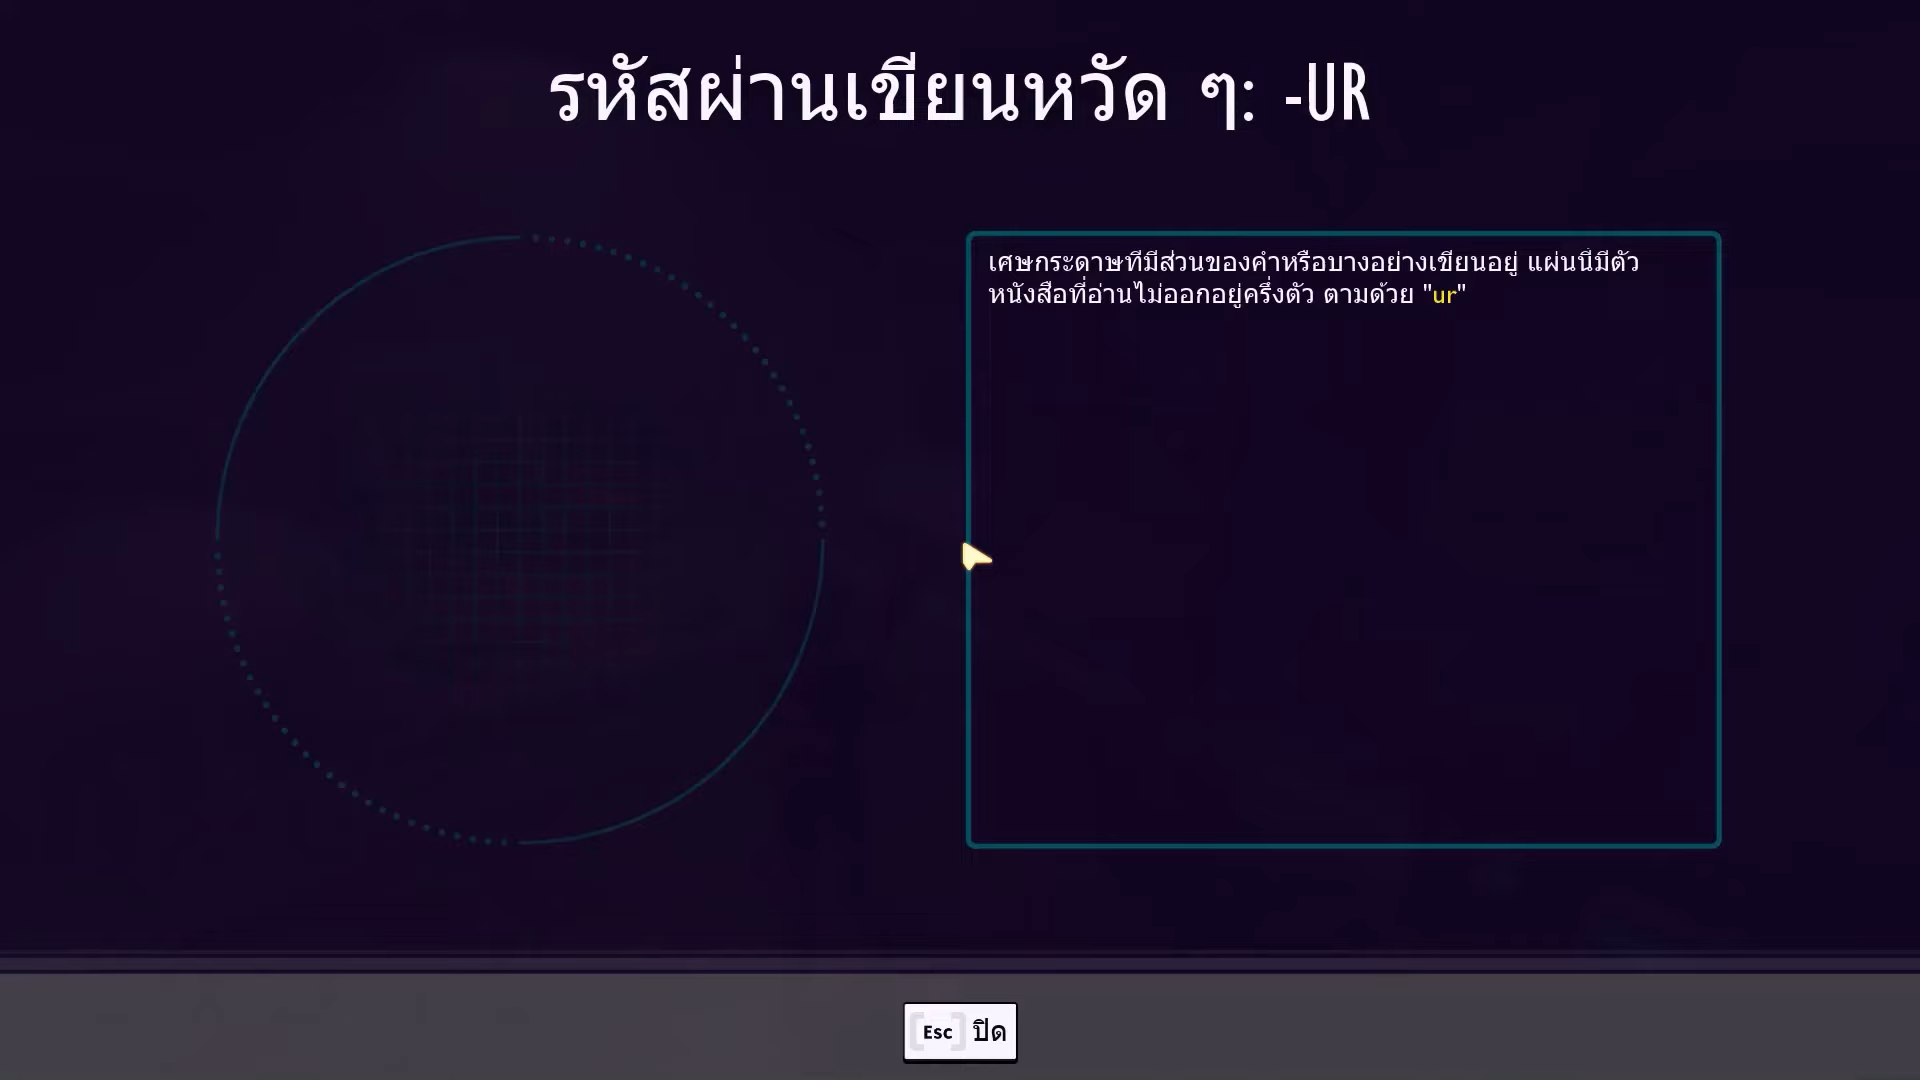 รหัสผ่านเขียนหวัด ๆ: -UR
เศษกระดาษที่มีส่วนของคำหรือบางอย่างเขียนอยู่ แผ่นนี้มีตัว
หนังสือที่อ่านไม่ออกอยู่ครึ่งตัว ตามด้วย "ur"
Esc ปิด